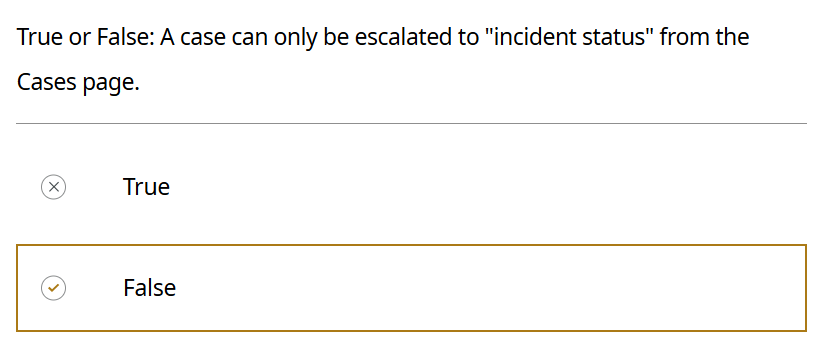 True or False: A case can only be escalated to "incident status" from the
Cases page.
True
False